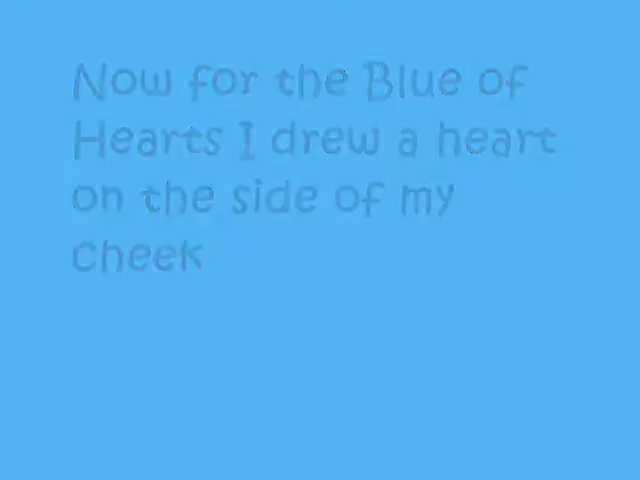 Now for the Blue of
Hearts I drew a heart
on the side of my
cheek